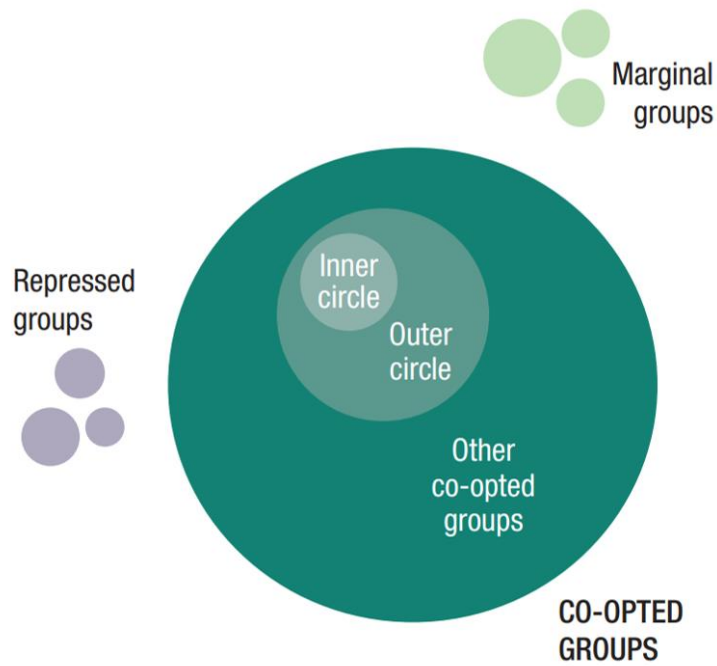 Marginal
groups
Repressed
groups
Inner
circle
Outer
circle
Other
co-opted
groups
CO-OPTED
GROUPS